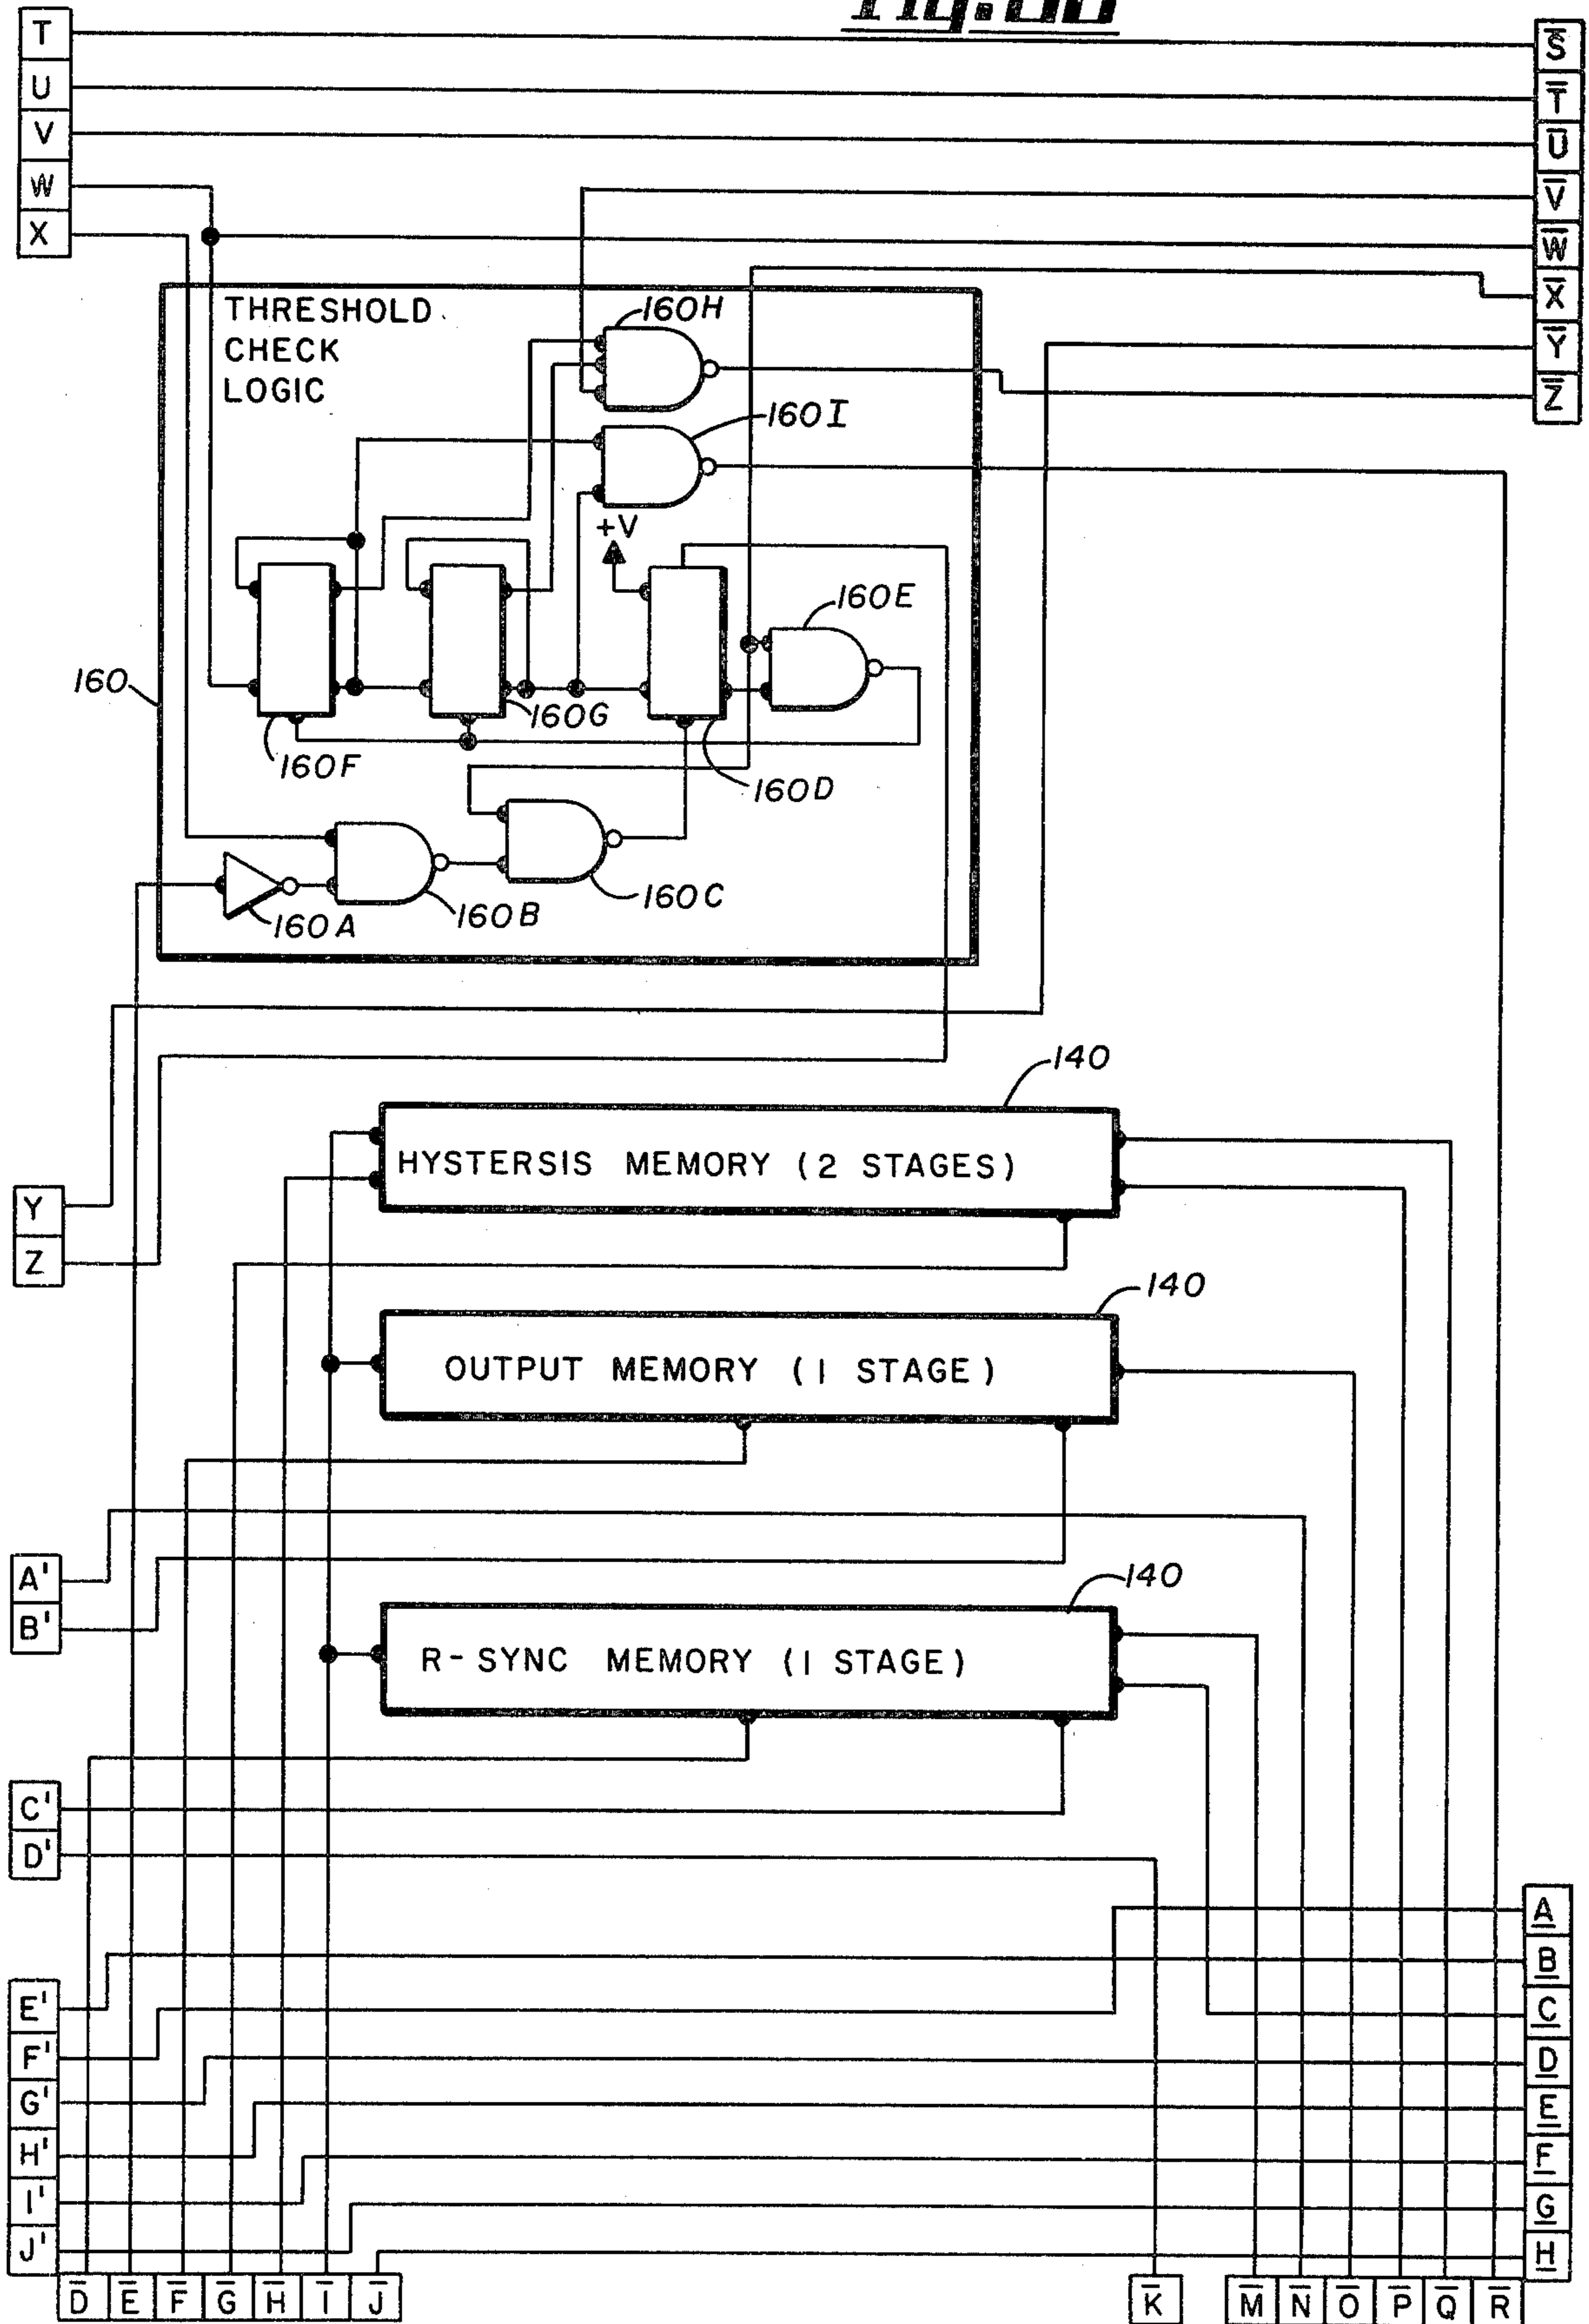 T
U
V
W
X
S̅
T̅
U̅
V̅
W̅
X̅
Y̅
Z̅
THRESHOLD
CHECK
LOGIC
160H
160I
+V
160E
160
160G
160F
160D
160C
160B
160A
140
HYSTERSIS MEMORY (2 STAGES)
Y
Z
140
OUTPUT MEMORY (1 STAGE)
A'
B'
140
R-SYNC MEMORY (1 STAGE)
C'
D'
E'
F'
G'
H'
I'
J'
A̲
B̲
C̲
D̲
E̲
F̲
G̲
H̲
D̅ E̅ F̅ G̅ H̅ I̅ J̅ K̅ M̅ N̅ O̅ P̅ Q̅ R̅